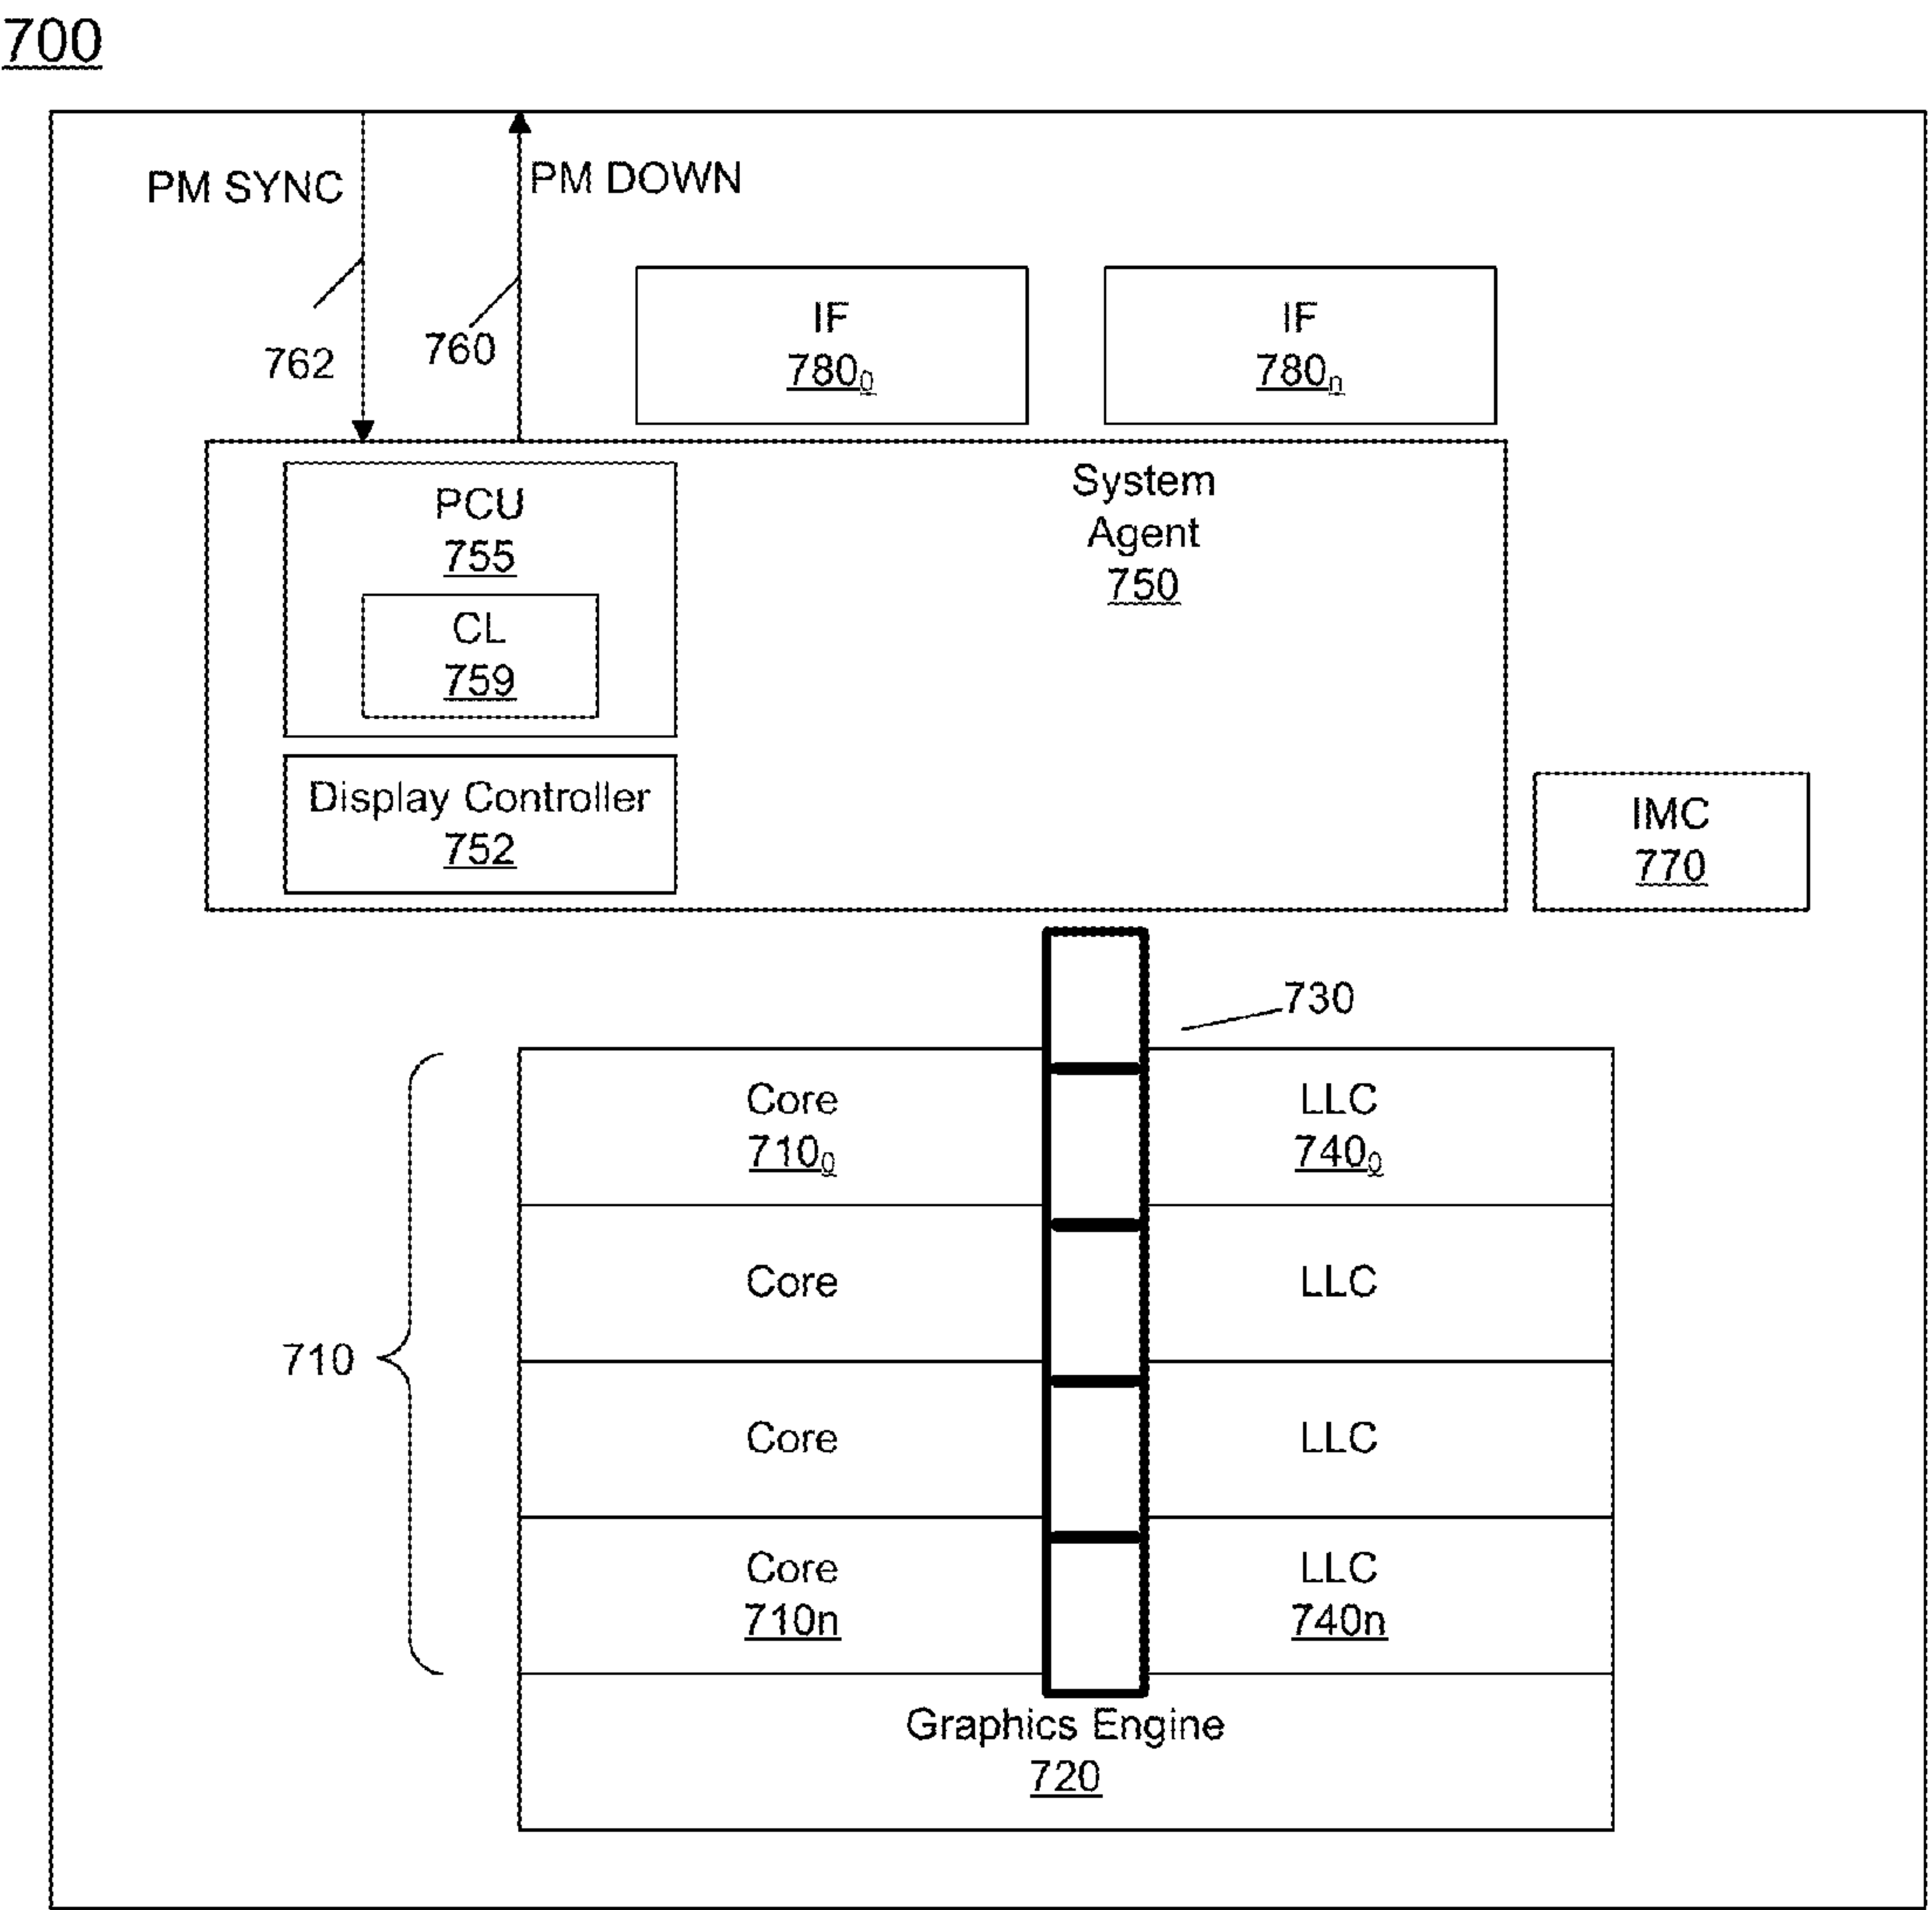 700
PM SYNC
PM DOWN
762
760
IF
780₀
IF
780ₙ
PCU
755
CL
759
System
Agent
750
Display Controller
752
IMC
770
730
710
Core
710₀
LLC
740₀
Core
LLC
Core
LLC
Core
710n
LLC
740n
Graphics Engine
720